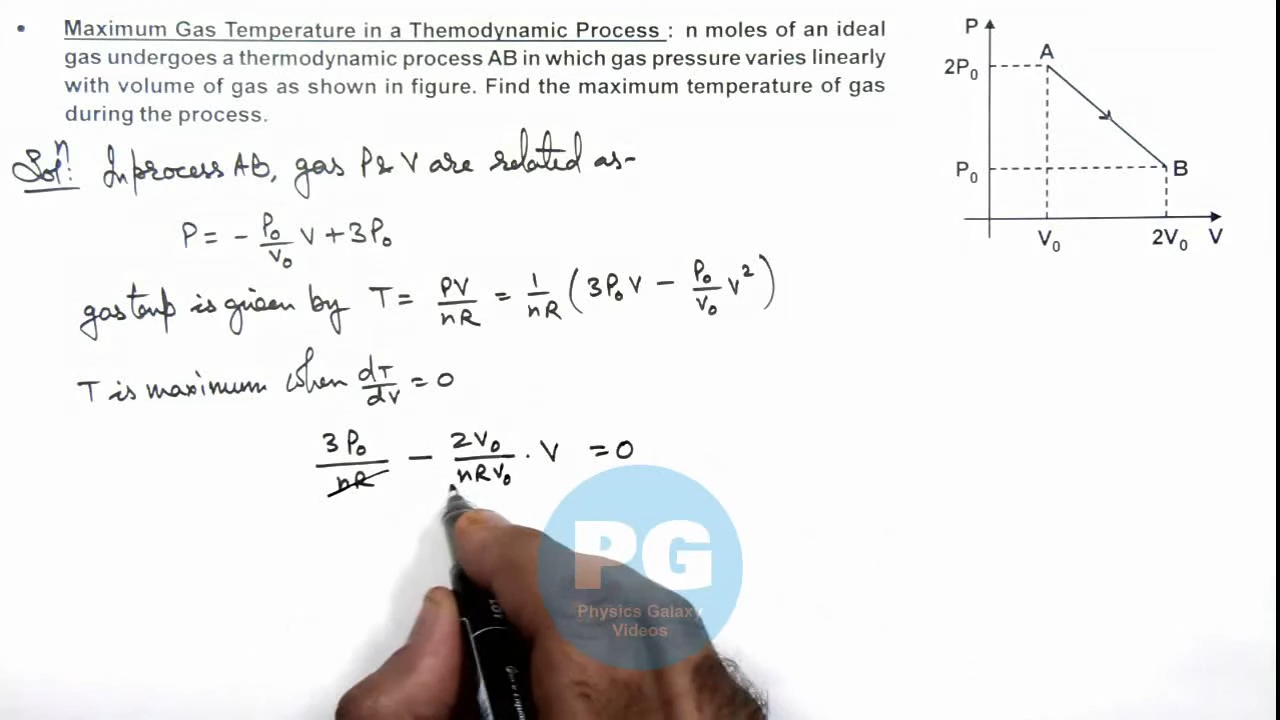 • Maximum Gas Temperature in a Themodynamic Process : n moles of an ideal
gas undergoes a thermodynamic process AB in which gas pressure varies linearly
with volume of gas as shown in figure. Find the maximum temperature of gas
during the process.
P
A
2P₀
P₀
B
V₀
2V₀
V
Solⁿ: In process AB, gas P & V are related as-
P = - P₀/V₀ V + 3P₀
gas temp is given by T = PV/nR = 1/nR (3P₀V - P₀/V₀ V²)
T is maximum when dT/dV = 0
3P₀/nR - 2V₀/nRV₀ · V = 0
PG
Physics Galaxy
Videos